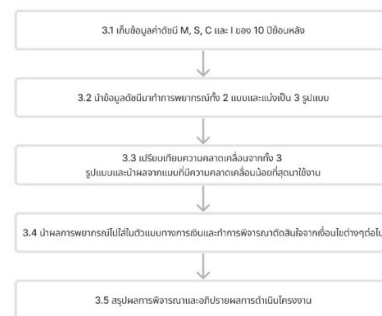 3.1 เก็บข้อมูลค่าดัชนี M, S, C และ I ของ 10 ปีย้อนหลัง
3.2 นำข้อมูลดัชนีมาทำการพยากรณ์ทั้ง 2 แบบและแบ่งเป็น 3 รูปแบบ
3.3 เปรียบเทียบความคลาดเคลื่อนจากทั้ง 3
รูปแบบและนำผลจากแบบที่มีความคลาดเคลื่อนน้อยที่สุดมาใช้งาน
3.4 นำผลการพยากรณ์ไปใส่ในตัวแบบทางการเงินและทำการพิจารณาตัดสินใจจากเงื่อนไขต่างๆต่อไป
3.5 สรุปผลการพิจารณาและอภิปรายผลการดำเนินโครงงาน